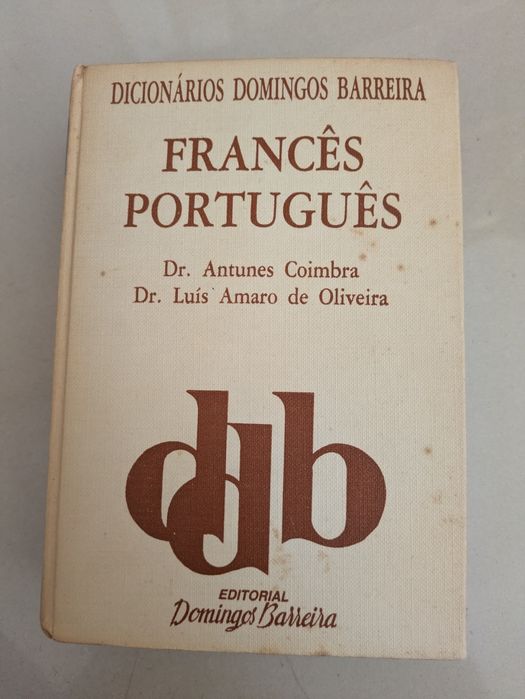 DICIONÁRIOS DOMINGOS BARREIRA
FRANCÊS
PORTUGUÊS
Dr. Antunes Coimbra
Dr. Luís Amaro de Oliveira
ddb
EDITORIAL
Domingos Barreira